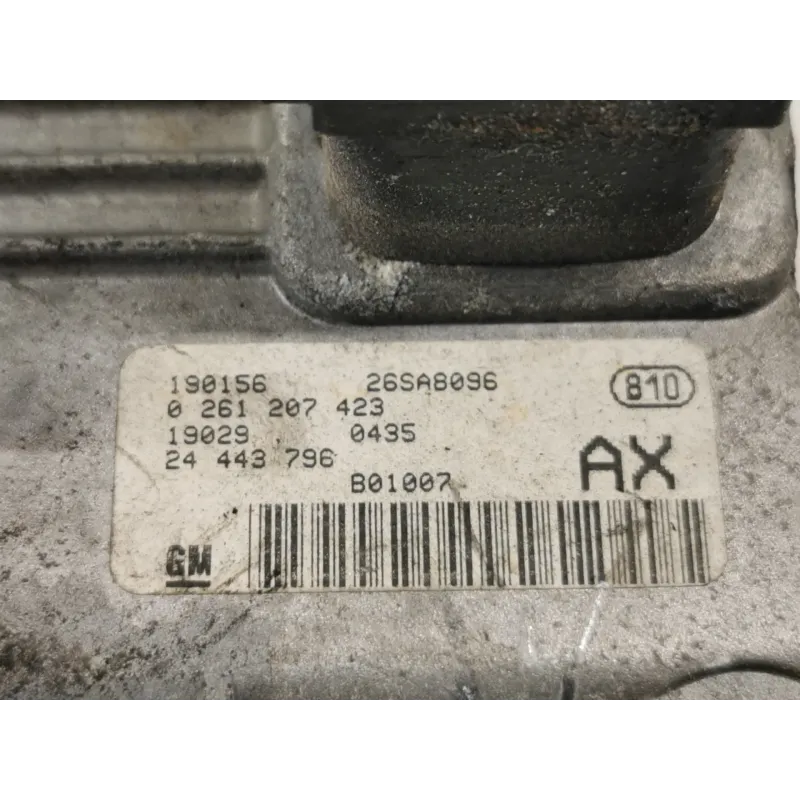 190156 26SA8096 810
0 261 207 423
19029 0435
24 443 796 AX
B01007
GM